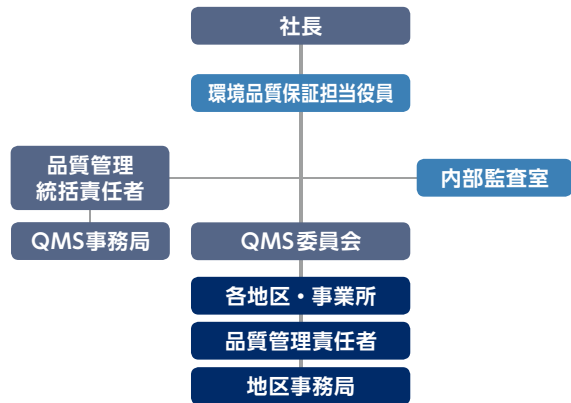 社長
環境品質保証担当役員
品質管理
統括責任者
内部監査室
QMS事務局
QMS委員会
各地区・事業所
品質管理責任者
地区事務局